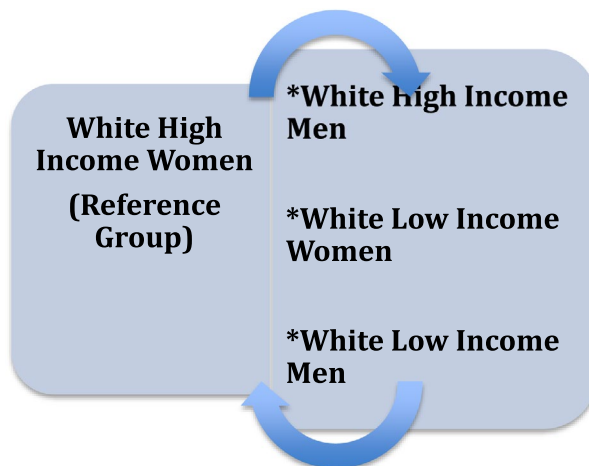 White High
Income Women
(Reference
Group)
*White High Income
Men
*White Low Income
Women
*White Low Income
Men